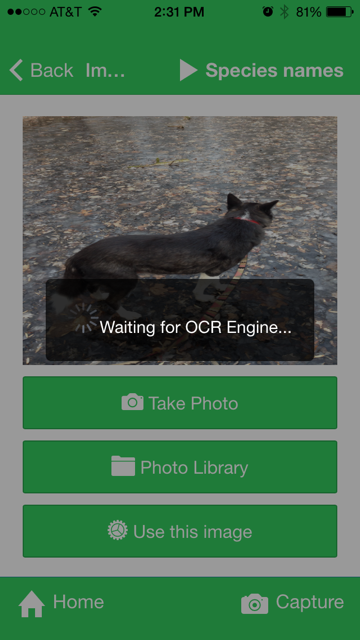 AT&T 2:31 PM 81%
Back Im... Species names
Waiting for OCR Engine...
Take Photo
Photo Library
Use this image
Home Capture